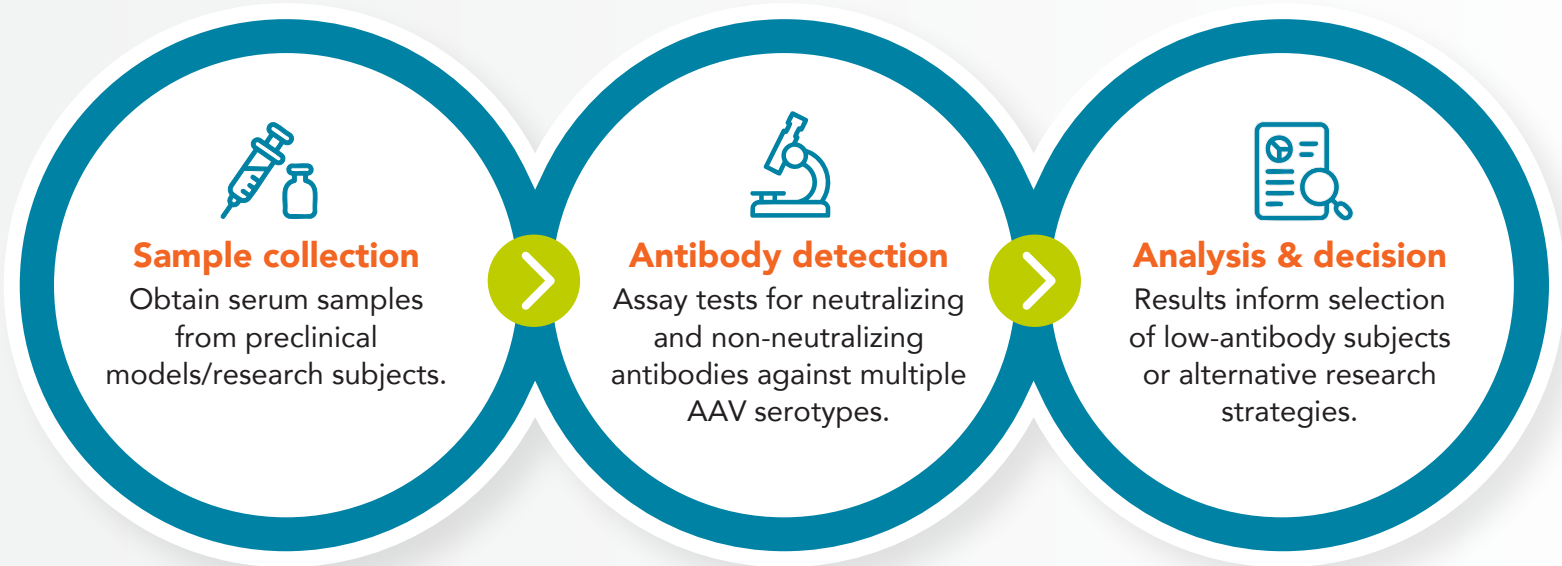 Sample collection
Obtain serum samples
from preclinical
models/research subjects.
Antibody detection
Assay tests for neutralizing
and non-neutralizing
antibodies against multiple
AAV serotypes.
Analysis & decision
Results inform selection
of low-antibody subjects
or alternative research
strategies.